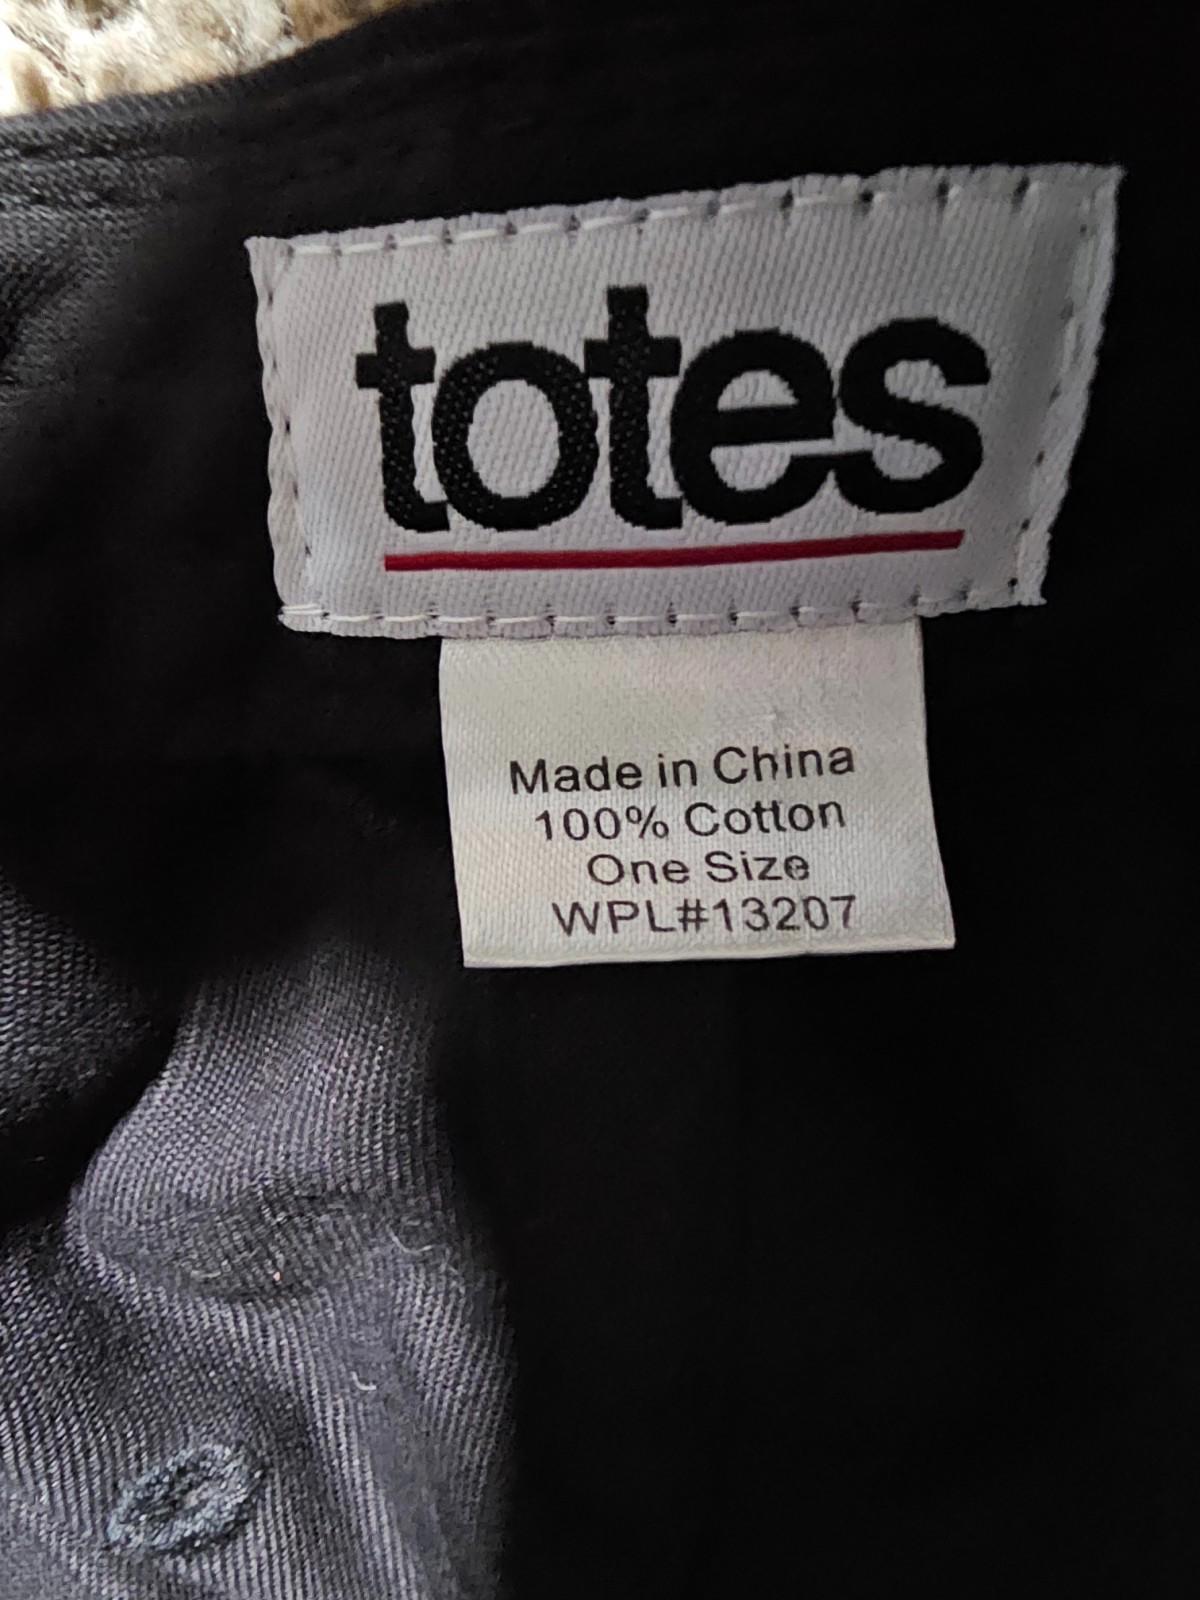 totes
Made in China
100% Cotton
One Size
WPL#13207